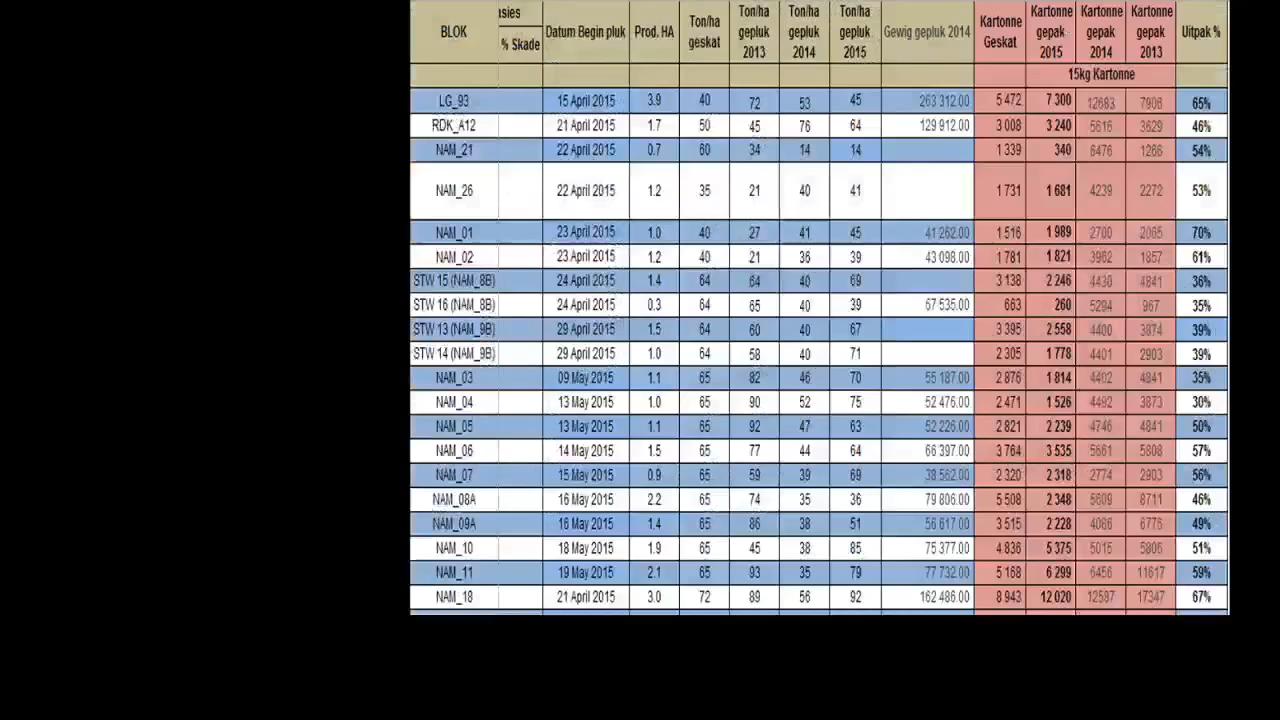 BLOK % Skade Datum Begin pluk Prod. HA Ton/ha geskat Ton/ha gepluk 2013 Ton/ha gepluk 2014 Ton/ha gepluk 2015 Gewig gepluk 2014 Kartonne Geskat Kartonne gepak 2015 Kartonne gepak 2014 Kartonne gepak 2013 Uitpak %
15kg Kartonne
LG_93 15 April 2015 3.9 40 72 53 45 263 312.00 5 472 7 300 12683 7906 65%
RDK_A12 21 April 2015 1.7 50 45 76 64 129 912.00 3 008 3 240 5616 3629 46%
NAM_21 22 April 2015 0.7 60 34 14 14 1 339 340 6476 1266 54%
NAM_26 22 April 2015 1.2 35 21 40 41 1 731 1 681 4239 2272 53%
NAM_01 23 April 2015 1.0 40 27 41 45 41 262.00 1 516 1 989 2700 2065 70%
NAM_02 23 April 2015 1.2 40 21 36 39 43 098.00 1 781 1 821 3962 1857 61%
STW 15 (NAM_8B) 24 April 2015 1.4 64 64 40 69 3 138 2 246 4430 4841 36%
STW 16 (NAM_8B) 24 April 2015 0.3 64 65 40 39 67 535.00 663 260 5294 967 35%
STW 13 (NAM_9B) 29 April 2015 1.5 64 60 40 67 3 395 2 558 4400 3874 39%
STW 14 (NAM_9B) 29 April 2015 1.0 64 58 40 71 2 305 1 778 4401 2903 39%
NAM_03 09 May 2015 1.1 65 82 46 70 55 187.00 2 876 1 814 4402 4841 35%
NAM_04 13 May 2015 1.0 65 90 52 75 52 476.00 2 471 1 526 4492 3873 30%
NAM_05 13 May 2015 1.1 65 92 47 63 52 226.00 2 821 2 239 4746 4841 50%
NAM_06 14 May 2015 1.5 65 77 44 64 66 397.00 3 764 3 535 5661 5808 57%
NAM_07 15 May 2015 0.9 65 59 39 69 38 562.00 2 320 2 318 2774 2903 56%
NAM_08A 16 May 2015 2.2 65 74 35 36 79 806.00 5 508 2 348 5609 8711 46%
NAM_09A 16 May 2015 1.4 65 86 38 51 56 617.00 3 515 2 228 4066 6776 49%
NAM_10 18 May 2015 1.9 65 45 38 85 75 377.00 4 836 5 375 5015 5806 51%
NAM_11 19 May 2015 2.1 65 93 35 79 77 732.00 5 168 6 299 6456 11617 59%
NAM_18 21 April 2015 3.0 72 89 56 92 162 486.00 8 943 12 020 12587 17347 67%